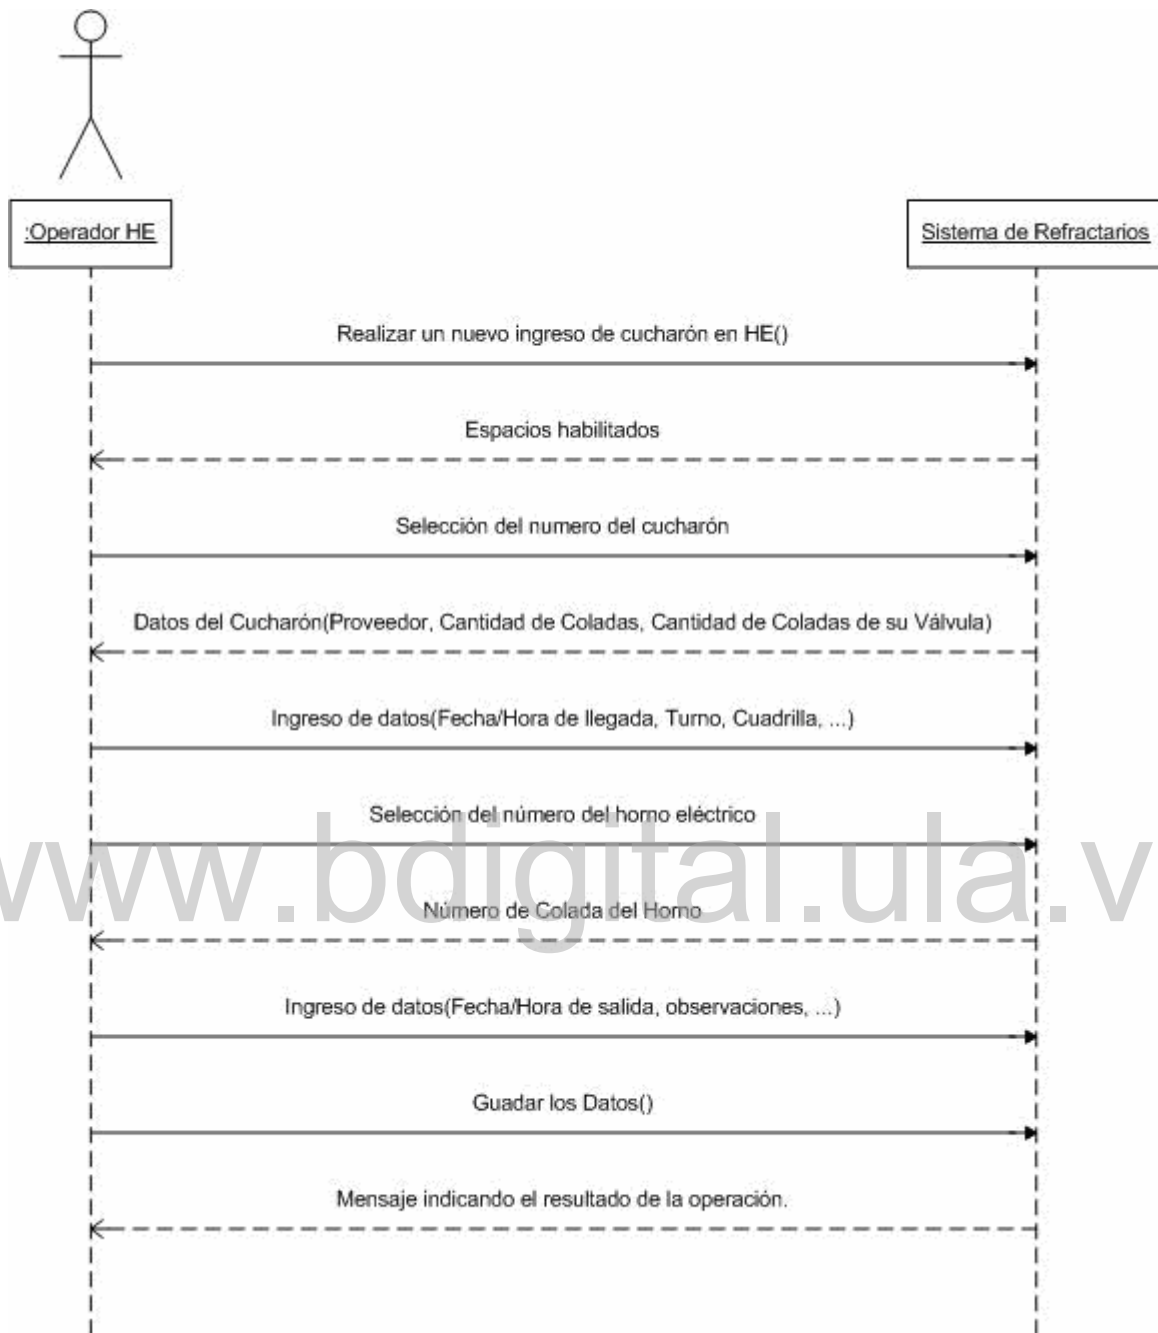 :Operador HE
Sistema de Refractarios
Realizar un nuevo ingreso de cucharón en HE()
Espacios habilitados
Selección del numero del cucharón
Datos del Cucharón(Proveedor, Cantidad de Coladas, Cantidad de Coladas de su Válvula)
Ingreso de datos(Fecha/Hora de llegada, Turno, Cuadrilla, ...)
Selección del número del horno eléctrico
www.bdigital.ula.v
Número de Colada del Horno
Ingreso de datos(Fecha/Hora de salida, observaciones, ...)
Guadar los Datos()
Mensaje indicando el resultado de la operación.